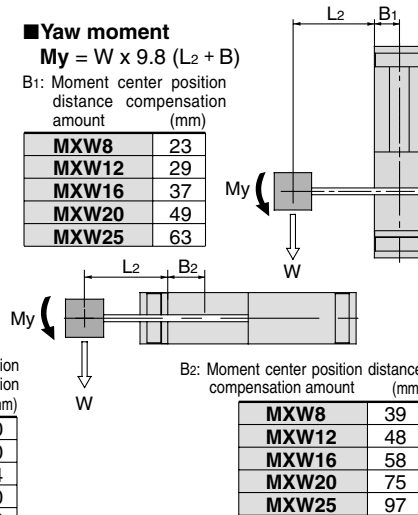 ■Yaw moment
My = W x 9.8 (L2 + B)
B1: Moment center position
distance compensation
amount (mm)
MXW8 23
MXW12 29
MXW16 37
MXW20 49
MXW25 63
L2 B1
My
W
L2 B2
My
W
B2: Moment center position distance
compensation amount (mm
MXW8 39
MXW12 48
MXW16 58
MXW20 75
MXW25 97